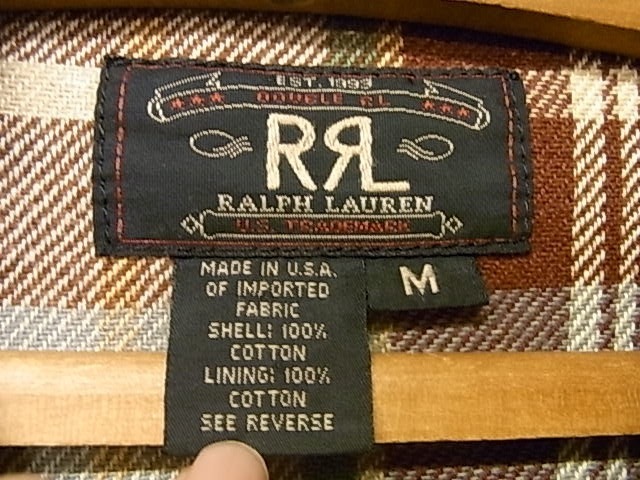 EST. 1993
DOUBLE RL
RRL
RALPH LAUREN
U.S. TRADEMARK
M
MADE IN U.S.A.
OF IMPORTED
FABRIC
SHELL: 100%
COTTON
LINING: 100%
COTTON
SEE REVERSE